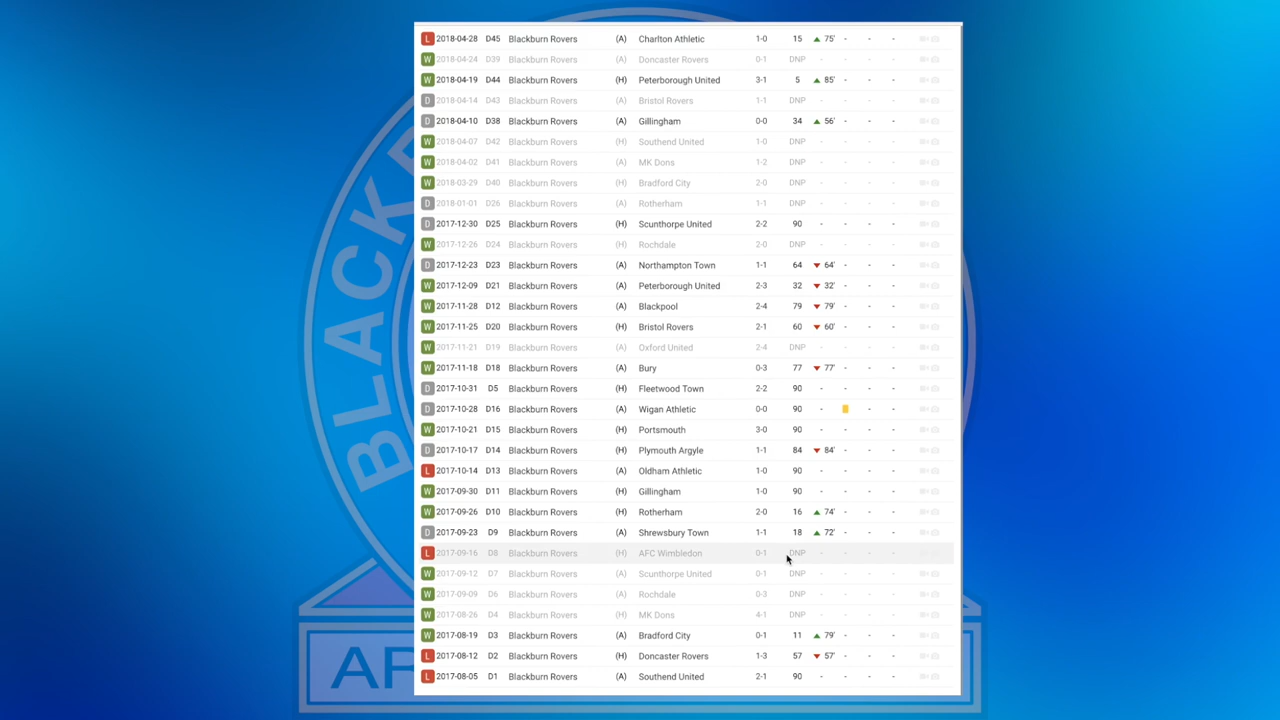 L 2018-04-28 D45 Blackburn Rovers (A) Charlton Athletic 1-0 15 75' - - -
W 2018-04-24 D39 Blackburn Rovers (A) Doncaster Rovers 0-1 DNP - - - -
W 2018-04-19 D44 Blackburn Rovers (H) Peterborough United 3-1 5 85' - - -
D 2018-04-14 D43 Blackburn Rovers (A) Bristol Rovers 1-1 DNP - - - -
D 2018-04-10 D38 Blackburn Rovers (A) Gillingham 0-0 34 56' - - -
W 2018-04-07 D42 Blackburn Rovers (H) Southend United 1-0 DNP - - - -
W 2018-04-02 D41 Blackburn Rovers (A) MK Dons 1-2 DNP - - - -
W 2018-03-29 D40 Blackburn Rovers (H) Bradford City 2-0 DNP - - - -
D 2018-01-01 D26 Blackburn Rovers (A) Rotherham 1-1 DNP - - - -
D 2017-12-30 D25 Blackburn Rovers (H) Scunthorpe United 2-2 90 - - - -
W 2017-12-26 D24 Blackburn Rovers (H) Rochdale 2-0 DNP - - - -
D 2017-12-23 D23 Blackburn Rovers (A) Northampton Town 1-1 64 64' - - -
W 2017-12-09 D21 Blackburn Rovers (A) Peterborough United 2-3 32 32' - - -
W 2017-11-28 D12 Blackburn Rovers (A) Blackpool 2-4 79 79' - - -
W 2017-11-25 D20 Blackburn Rovers (H) Bristol Rovers 2-1 60 60' - - -
W 2017-11-21 D19 Blackburn Rovers (A) Oxford United 2-4 DNP - - - -
W 2017-11-18 D18 Blackburn Rovers (A) Bury 0-3 77 77' - - -
D 2017-10-31 D5 Blackburn Rovers (H) Fleetwood Town 2-2 90 - - - -
D 2017-10-28 D16 Blackburn Rovers (A) Wigan Athletic 0-0 90 - - -
W 2017-10-21 D15 Blackburn Rovers (H) Portsmouth 3-0 90 - - - -
D 2017-10-17 D14 Blackburn Rovers (H) Plymouth Argyle 1-1 84 84' - - -
L 2017-10-14 D13 Blackburn Rovers (A) Oldham Athletic 1-0 90 - - - -
W 2017-09-30 D11 Blackburn Rovers (H) Gillingham 1-0 90 - - - -
W 2017-09-26 D10 Blackburn Rovers (H) Rotherham 2-0 16 74' - - -
D 2017-09-23 D9 Blackburn Rovers (A) Shrewsbury Town 1-1 18 72' - - -
L 2017-09-16 D8 Blackburn Rovers (H) AFC Wimbledon 0-1 DNP - - - -
W 2017-09-12 D7 Blackburn Rovers (A) Scunthorpe United 0-1 DNP - - - -
W 2017-09-09 D6 Blackburn Rovers (A) Rochdale 0-3 DNP - - - -
W 2017-08-26 D4 Blackburn Rovers (H) MK Dons 4-1 DNP - - - -
W 2017-08-19 D3 Blackburn Rovers (A) Bradford City 0-1 11 79' - - -
L 2017-08-12 D2 Blackburn Rovers (H) Doncaster Rovers 1-3 57 57' - - -
L 2017-08-05 D1 Blackburn Rovers (A) Southend United 2-1 90 - - - -